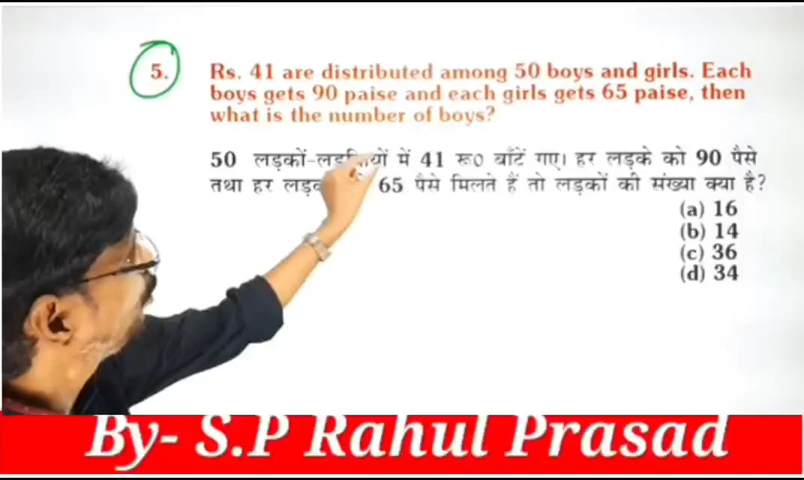 5. Rs. 41 are distributed among 50 boys and girls. Each
boys gets 90 paise and each girls gets 65 paise, then
what is the number of boys?
50 लड़कों-लड़कियों में 41 रू0 बाँटें गए। हर लड़के को 90 पैसे
तथा हर 65 पैसे मिलते हैं तो लड़कों की संख्या क्या है?
(a) 16
(b) 14
(c) 36
(d) 34
By- S.P Rahul Prasad